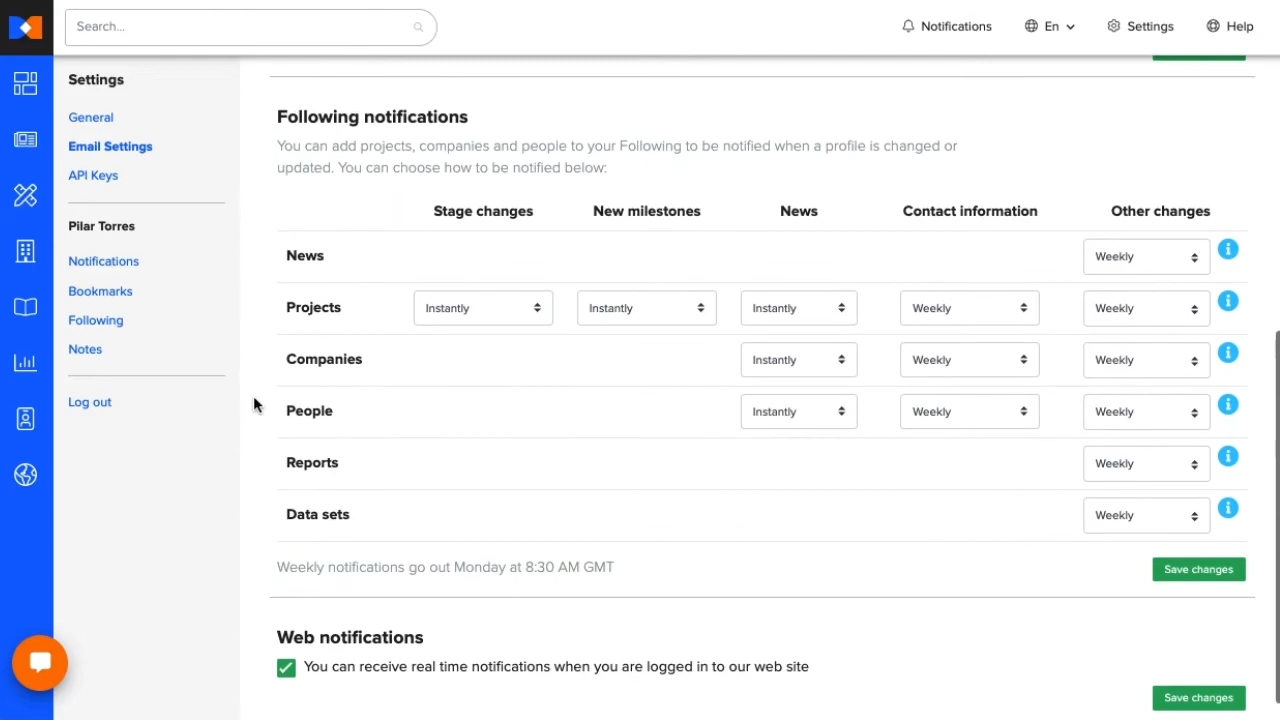 Search...
Notifications
En
Settings
Help
Settings
General
Email Settings
API Keys
Pilar Torres
Notifications
Bookmarks
Following
Notes
Log out
Following notifications
You can add projects, companies and people to your Following to be notified when a profile is changed or
updated. You can choose how to be notified below:
Stage changes New milestones News Contact information Other changes
News Weekly
Projects Instantly Instantly Instantly Weekly Weekly
Companies Instantly Weekly Weekly
People Instantly Weekly Weekly
Reports Weekly
Data sets Weekly
Weekly notifications go out Monday at 8:30 AM GMT
Save changes
Web notifications
You can receive real time notifications when you are logged in to our web site
Save changes